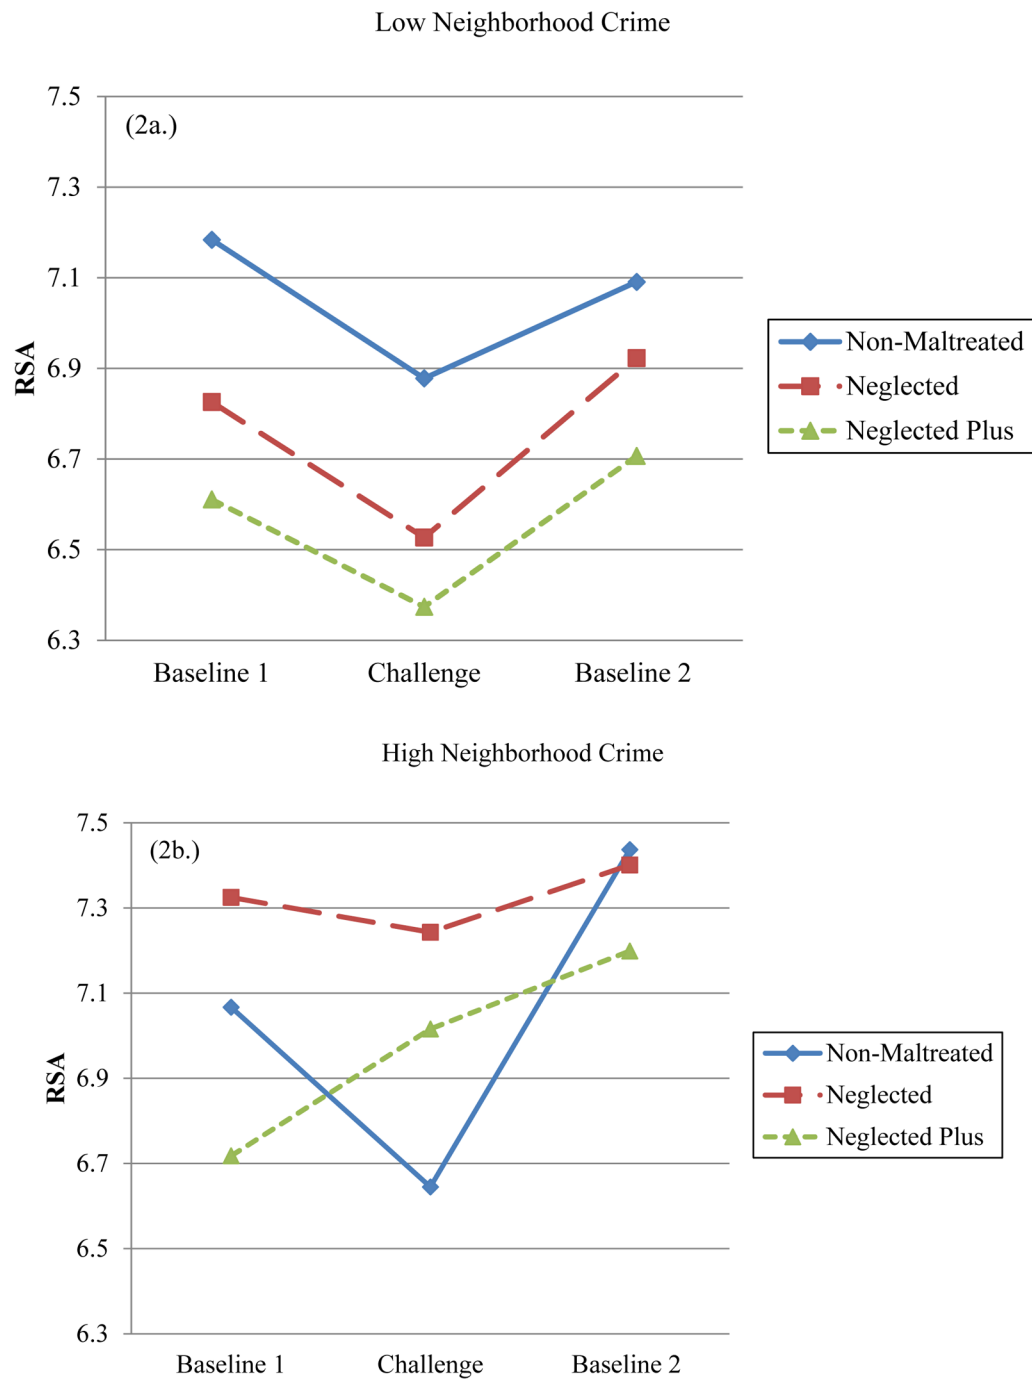 Low Neighborhood Crime
(2a.)
7.5
7.3
7.1
6.9
6.7
6.5
6.3
RSA
Baseline 1 Challenge Baseline 2
Non-Maltreated
Neglected
Neglected Plus
High Neighborhood Crime
(2b.)
7.5
7.3
7.1
6.9
6.7
6.5
6.3
RSA
Baseline 1 Challenge Baseline 2
Non-Maltreated
Neglected
Neglected Plus